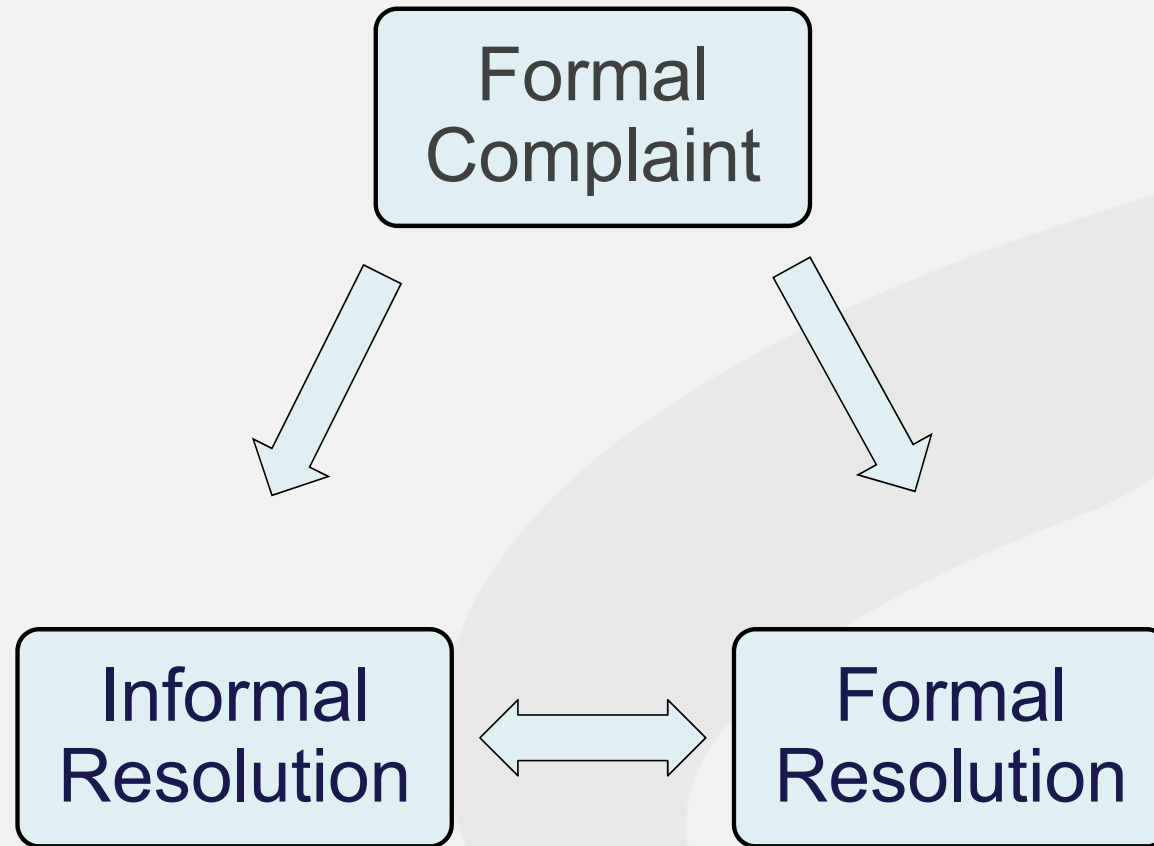 Formal
Complaint
Informal
Resolution
Formal
Resolution